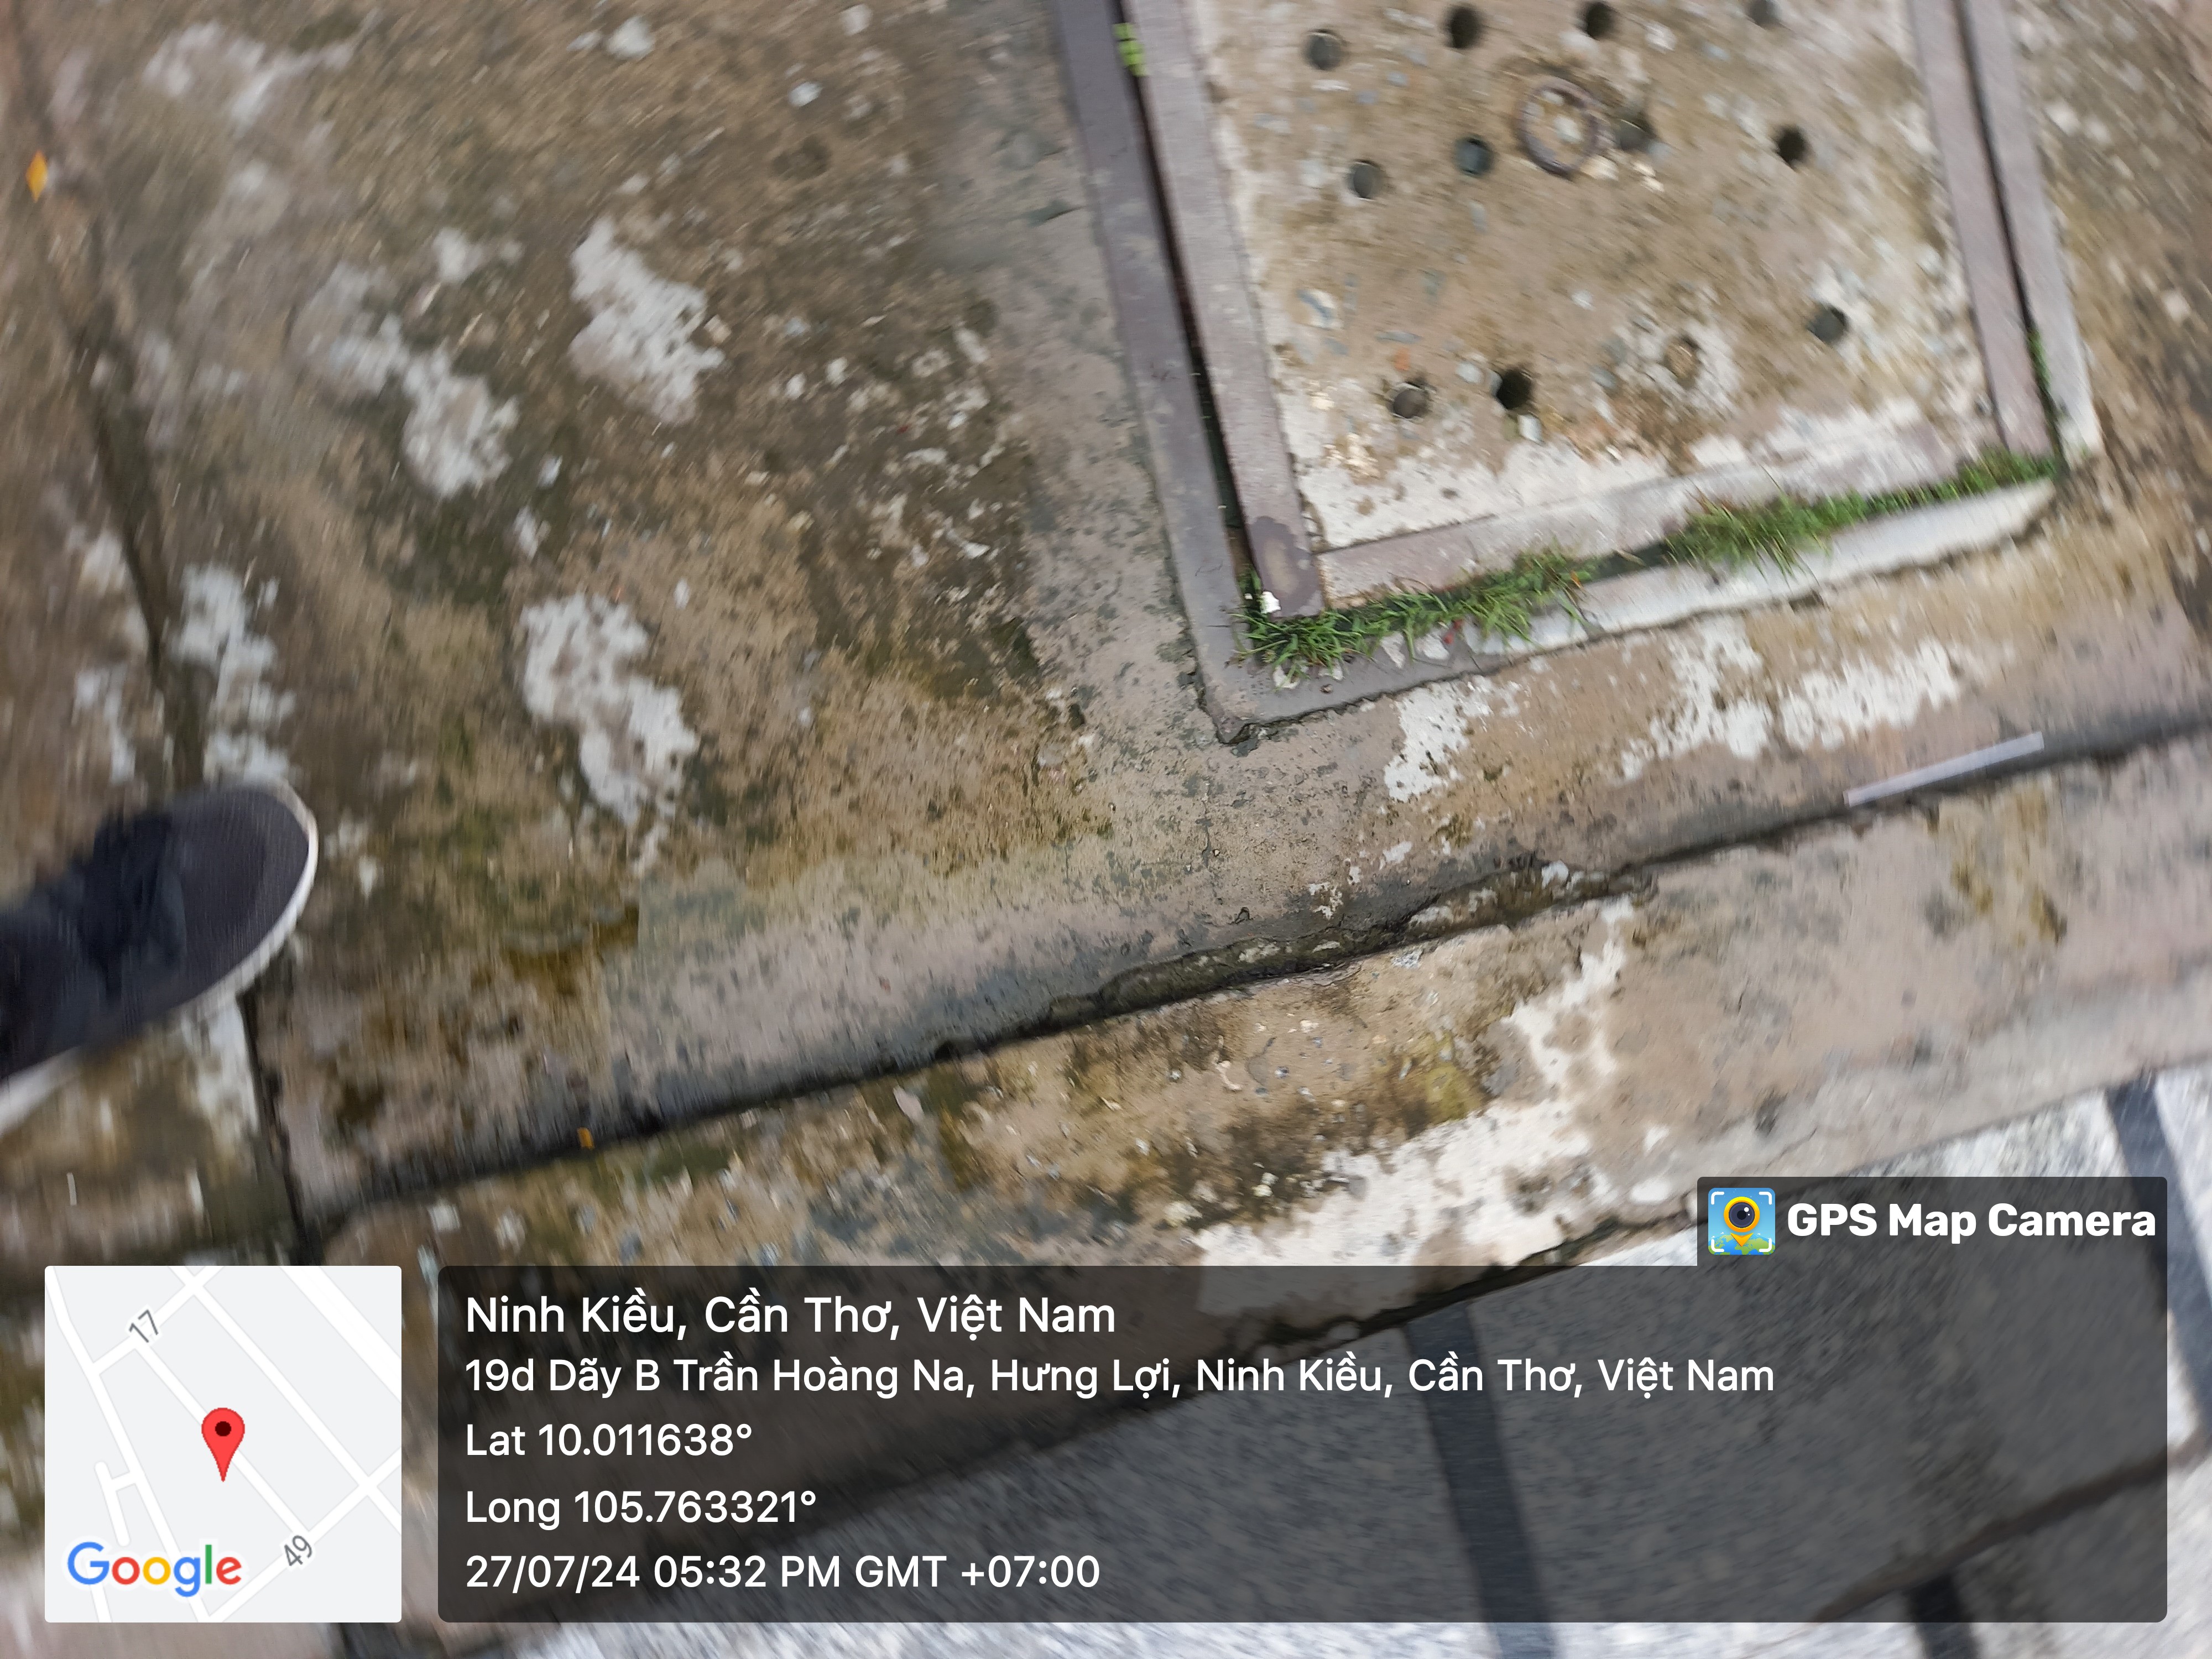 GPS Map Camera
Ninh Kiều, Cần Thơ, Việt Nam
19d Dãy B Trần Hoàng Na, Hưng Lợi, Ninh Kiều, Cần Thơ, Việt Nam
Lat 10.011638°
Long 105.763321°
27/07/24 05:32 PM GMT +07:00
17
49
Google